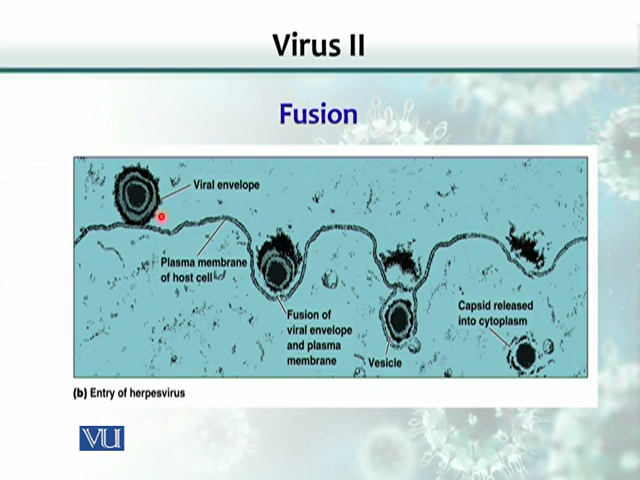 Virus II
Fusion
Viral envelope
Plasma membrane
of host cell
Fusion of
viral envelope
and plasma
membrane
Vesicle
Capsid released
into cytoplasm
(b) Entry of herpesvirus
VU